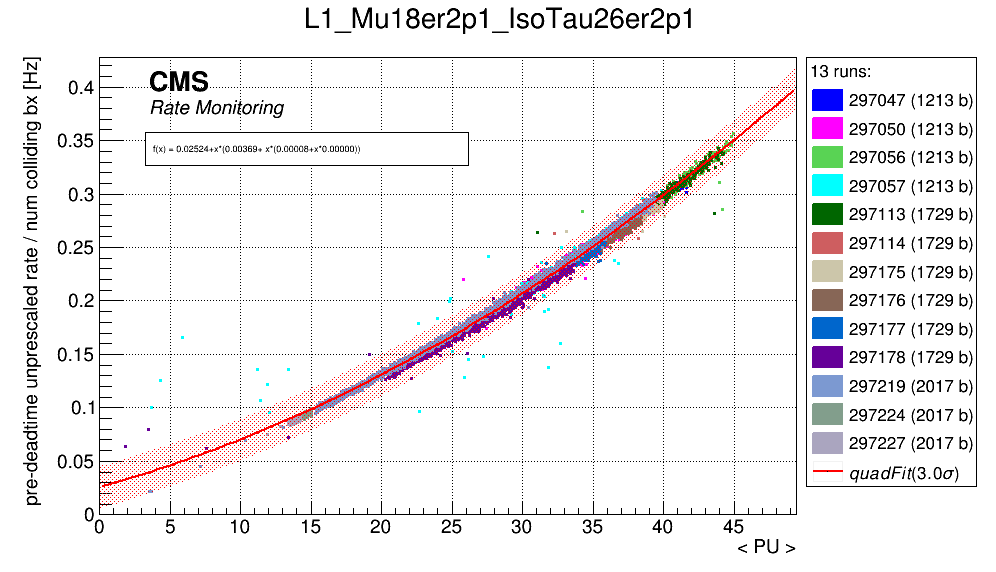 L1_Mu18er2p1_IsoTau26er2p1
pre-deadtime unprescaled rate / num colliding bx [Hz]
CMS
Rate Monitoring
f(x) = 0.02524+x*(0.00369+ x*(0.00008+x*0.00000))
0.4
0.35
0.3
0.25
0.2
0.15
0.1
0.05
0
0 5 10 15 20 25 30 35 40 45
< PU >
13 runs:
297047 (1213 b)
297050 (1213 b)
297056 (1213 b)
297057 (1213 b)
297113 (1729 b)
297114 (1729 b)
297175 (1729 b)
297176 (1729 b)
297177 (1729 b)
297178 (1729 b)
297219 (2017 b)
297224 (2017 b)
297227 (2017 b)
quadFit(3.0σ)